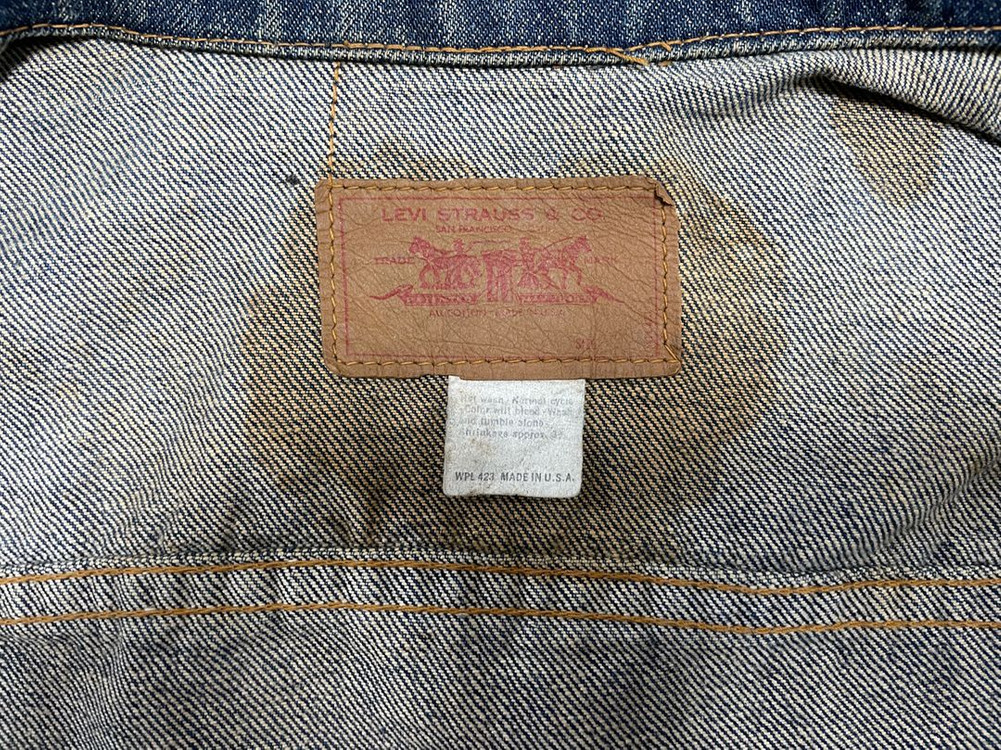 LEVI STRAUSS & CO.
SAN FRANCISCO
TRADE MARK
ALL COTTON MADE IN U.S.A.
Hot wash - Normal cycle
Color will bleed - Wash
and tumble alone
Shrinkage approx.
WPL 423 MADE IN U.S.A.